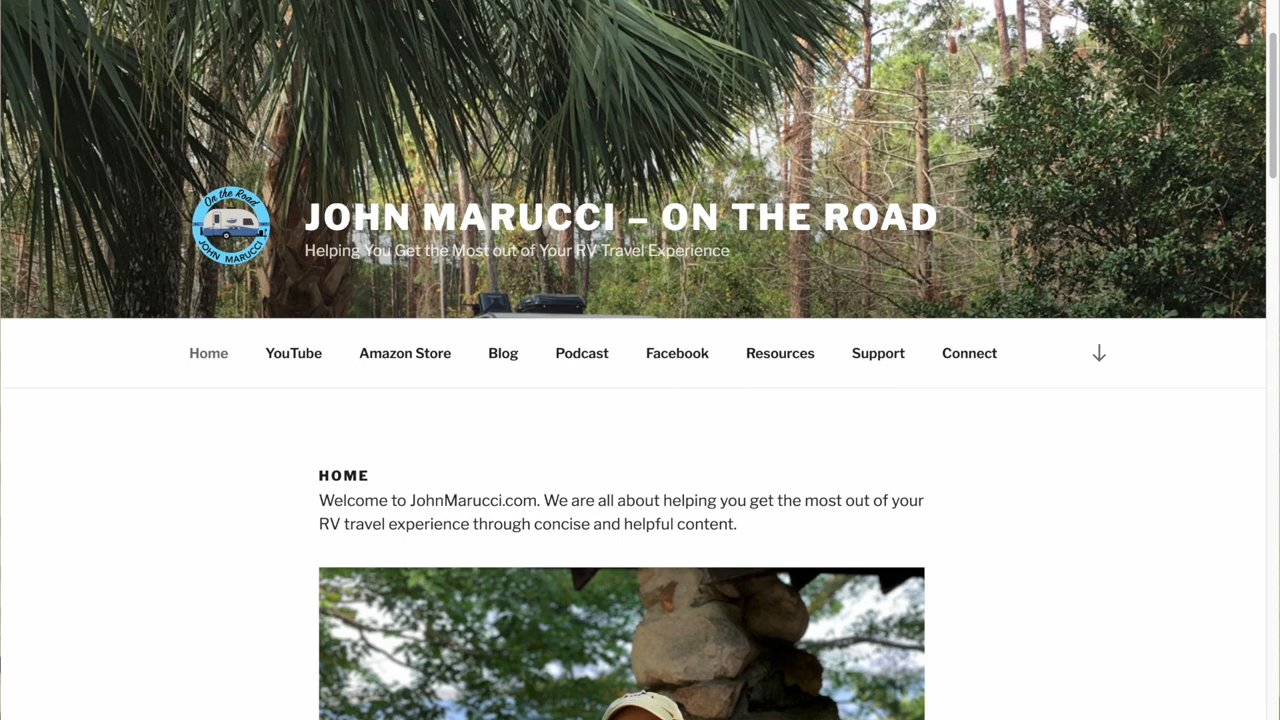 On the Road
JOHN MARUCCI
JOHN MARUCCI – ON THE ROAD
Helping You Get the Most out of Your RV Travel Experience
Home YouTube Amazon Store Blog Podcast Facebook Resources Support Connect
HOME
Welcome to JohnMarucci.com. We are all about helping you get the most out of your
RV travel experience through concise and helpful content.